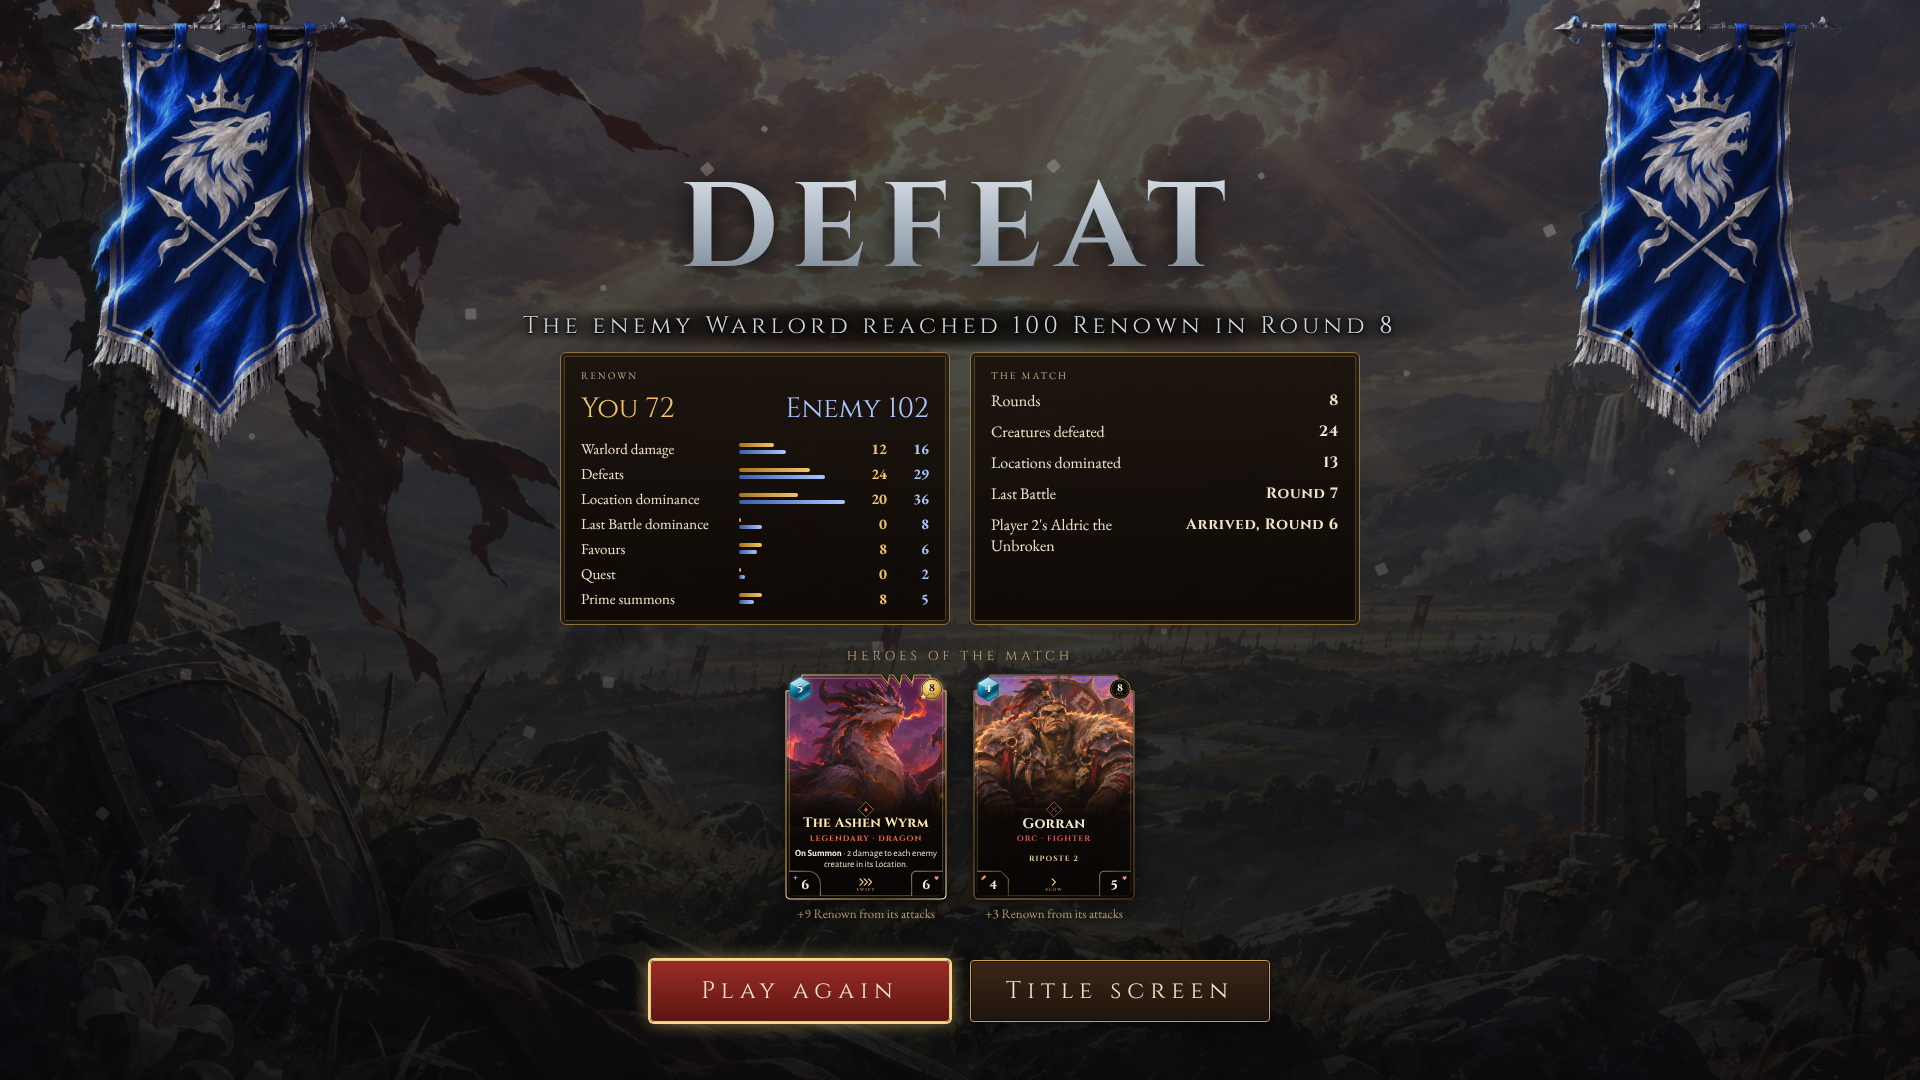 DEFEAT
The enemy Warlord reached 100 Renown in Round 8
RENOWN
You 72 Enemy 102
Warlord damage 12 16
Defeats 24 29
Location dominance 20 36
Last Battle dominance 0 8
Favours 8 6
Quest 0 2
Prime summons 8 5
THE MATCH
Rounds 8
Creatures defeated 24
Locations dominated 13
Last Battle Round 7
Player 2's Aldric the Arrived, Round 6
Unbroken
HEROES OF THE MATCH
5 8
The Ashen Wyrm
LEGENDARY · DRAGON
On Summon · 2 damage to each enemy
creature in its Location.
6 6
SWIFT
+9 Renown from its attacks
4 8
Gorran
ORC · FIGHTER
RIPOSTE 2
4 5
SLOW
+3 Renown from its attacks
Play again
Title screen